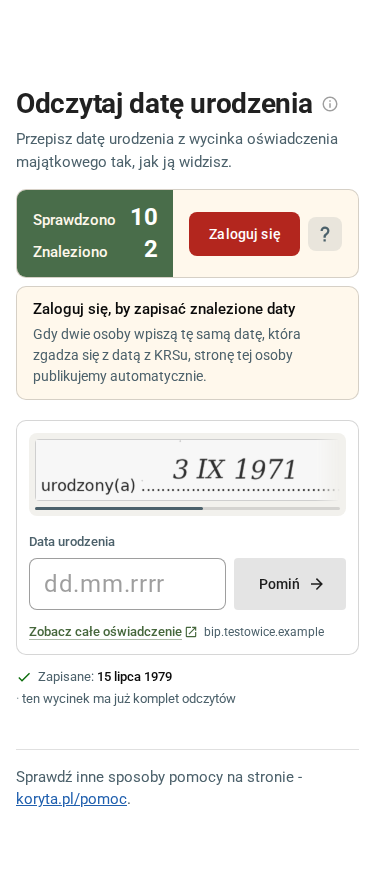 Odczytaj datę urodzenia
Przepisz datę urodzenia z wycinka oświadczenia
majątkowego tak, jak ją widzisz.
Sprawdzono 10
Znaleziono 2
Zaloguj się
?
Zaloguj się, by zapisać znalezione daty
Gdy dwie osoby wpiszą tę samą datę, która
zgadza się z datą z KRSu, stronę tej osoby
publikujemy automatycznie.
urodzony(a) 3 IX 1971
Data urodzenia
dd.mm.rrrr
Pomiń →
Zobacz całe oświadczenie bip.testowice.example
Zapisane: 15 lipca 1979
· ten wycinek ma już komplet odczytów
Sprawdź inne sposoby pomocy na stronie -
koryta.pl/pomoc.